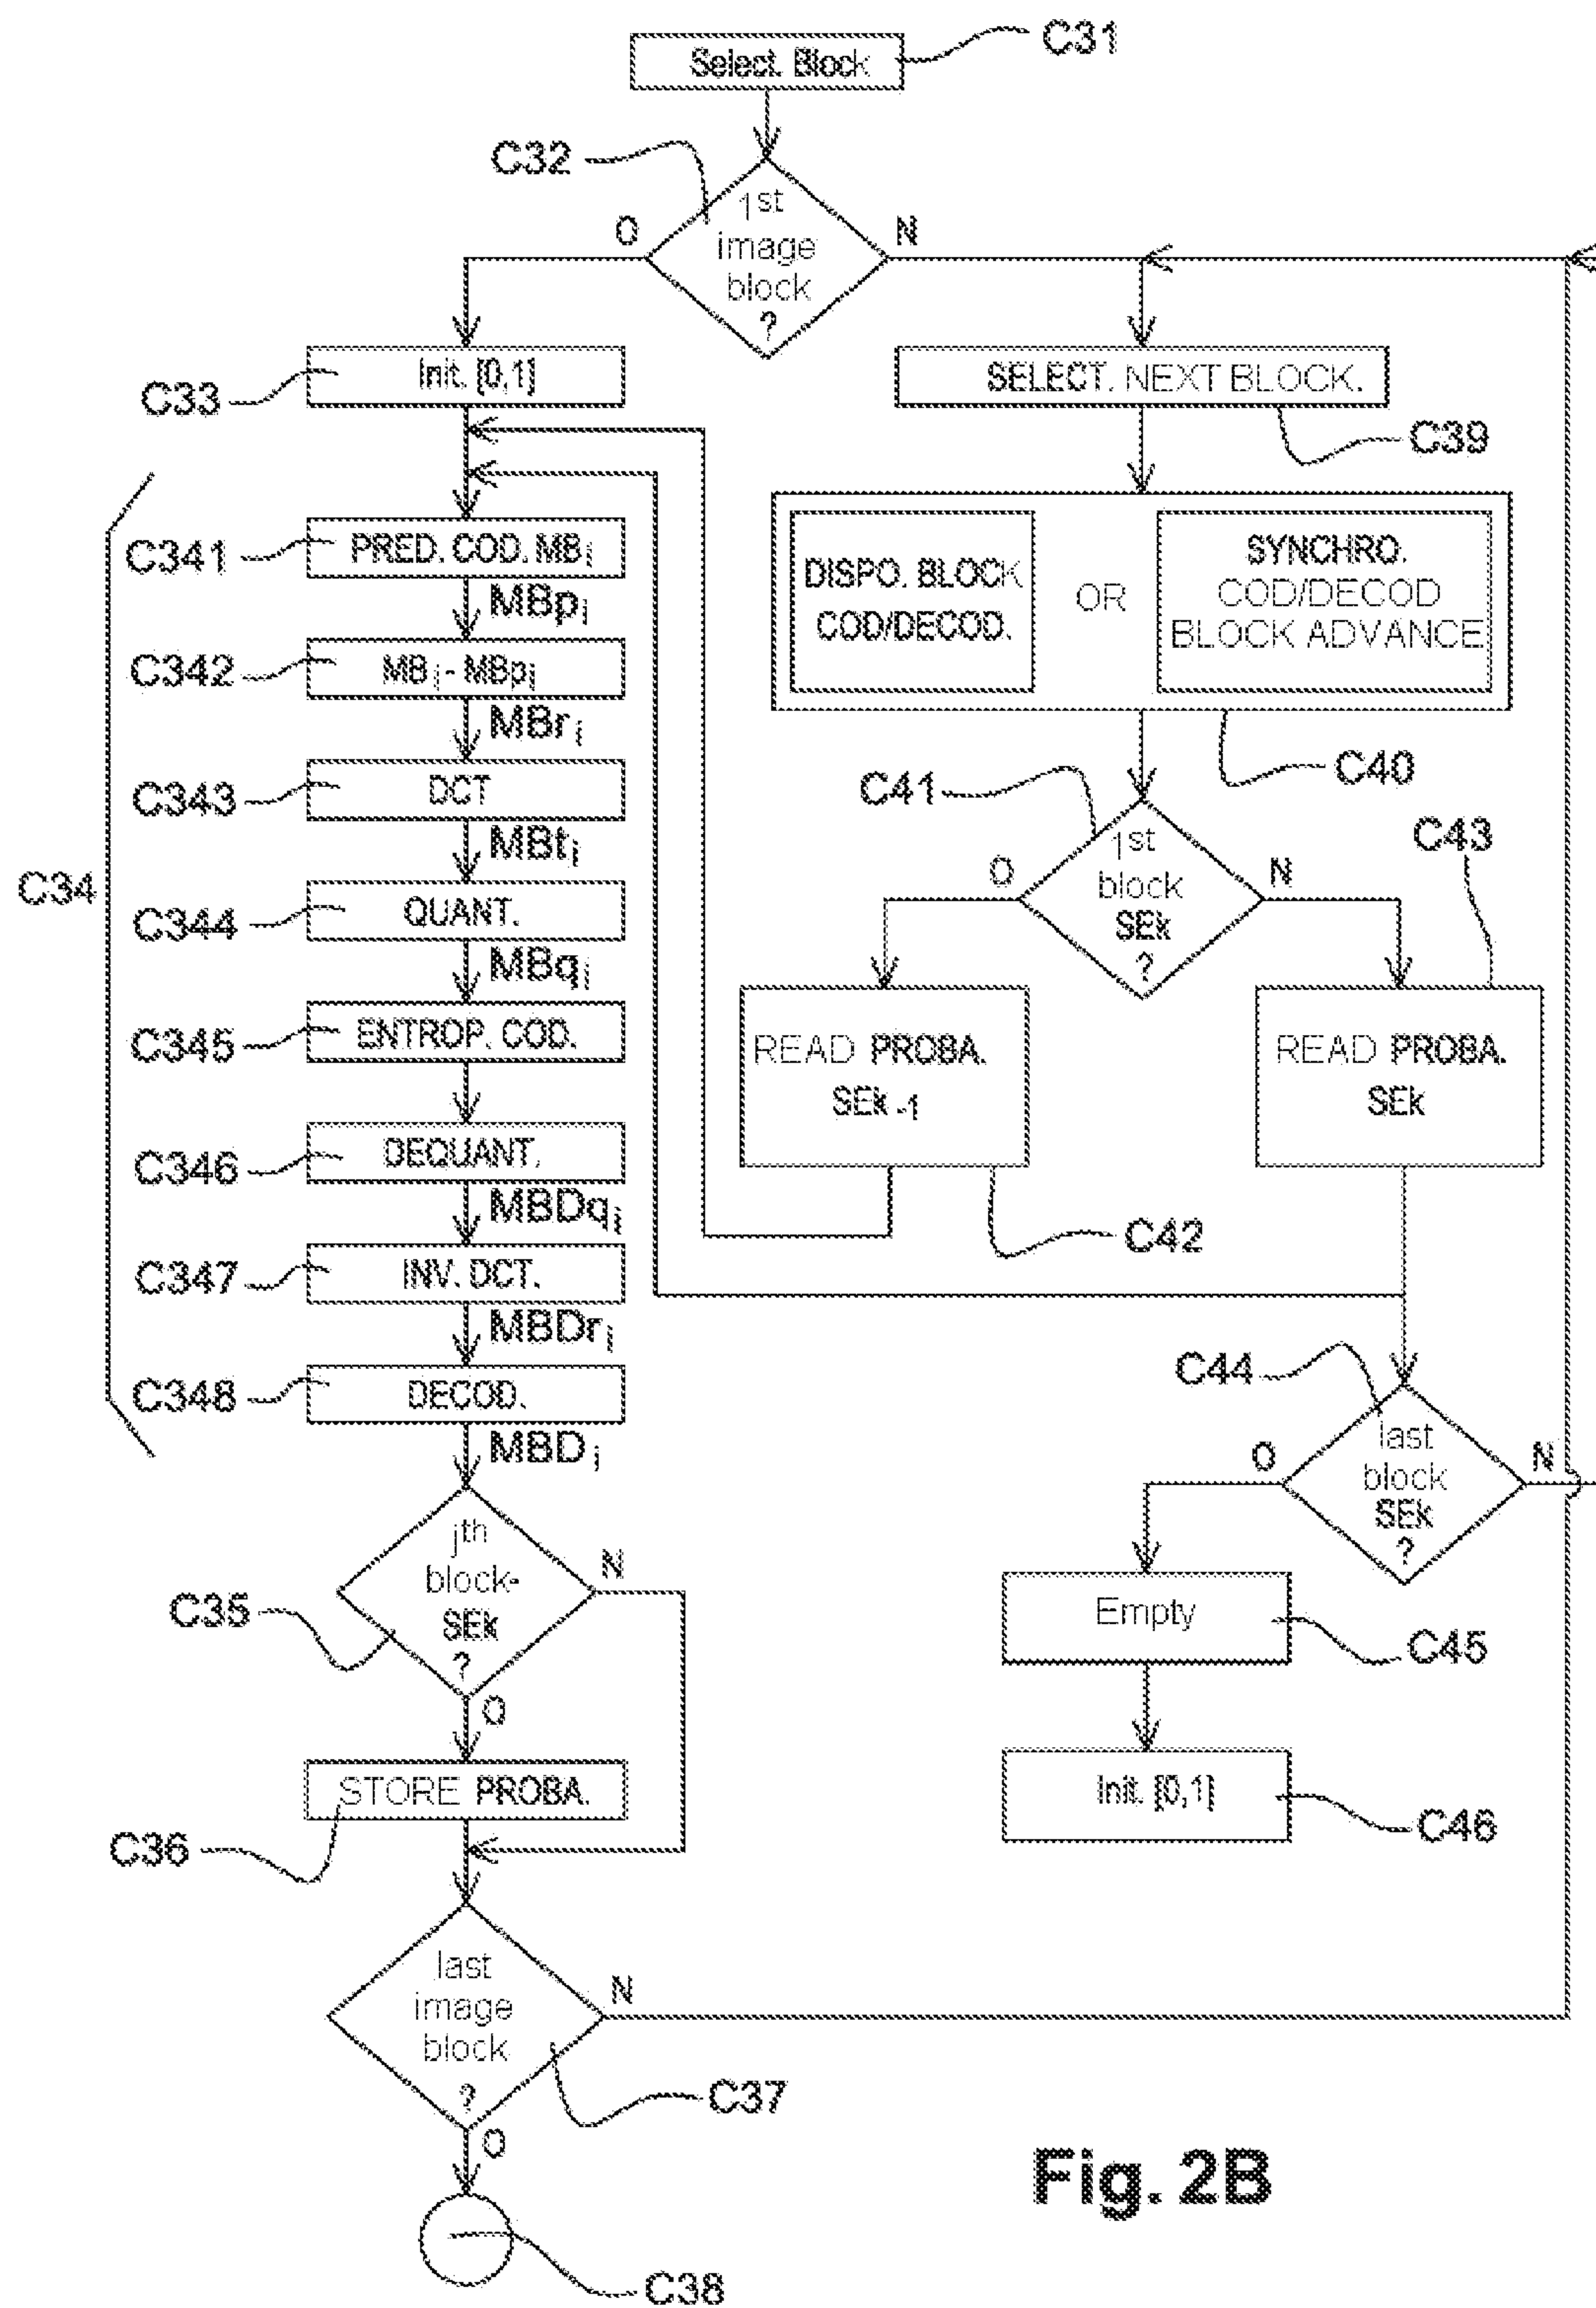 C31
Select. Block
C32
1st
image
block
?
O
N
C33
Init. [0,1]
SELECT. NEXT BLOCK.
C39
C34
C341
PRED. COD. MBi
MBpi
C342
MBi - MBpi
MBri
C343
DCT
MBti
C344
QUANT.
MBqi
C345
ENTROP. COD.
C346
DEQUANT.
MBDqi
C347
INV. DCT.
MBDri
C348
DECOD.
MBDi
DISPO. BLOCK
COD/DECOD.
OR
SYNCHRO.
COD/DECOD
BLOCK ADVANCE
C40
C41
1st
block
SEk
?
O
N
C43
READ PROBA.
SEk-1
READ PROBA.
SEk
C42
C44
last
block
SEk
?
O
N
Empty
C45
Init. [0,1]
C46
C35
jth
block-
SEk
?
N
O
STORE PROBA.
C36
last
image
block
?
N
C37
O
C38
Fig. 2B